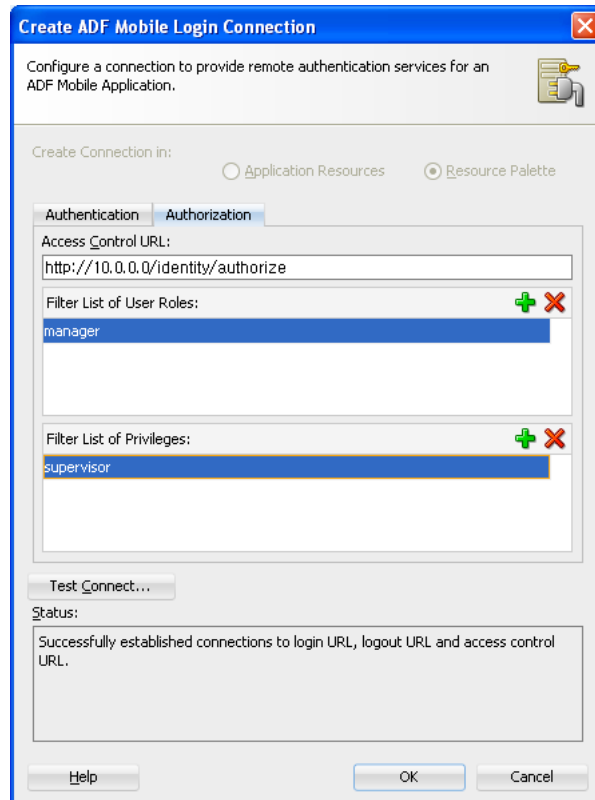 Create ADF Mobile Login Connection
Configure a connection to provide remote authentication services for an
ADF Mobile Application.
Create Connection in:
Application Resources
Resource Palette
Authentication
Authorization
Access Control URL:
http://10.0.0.0/identity/authorize
Filter List of User Roles:
manager
Filter List of Privileges:
supervisor
Test Connect...
Status:
Successfully established connections to login URL, logout URL and access control
URL.
Help
OK
Cancel